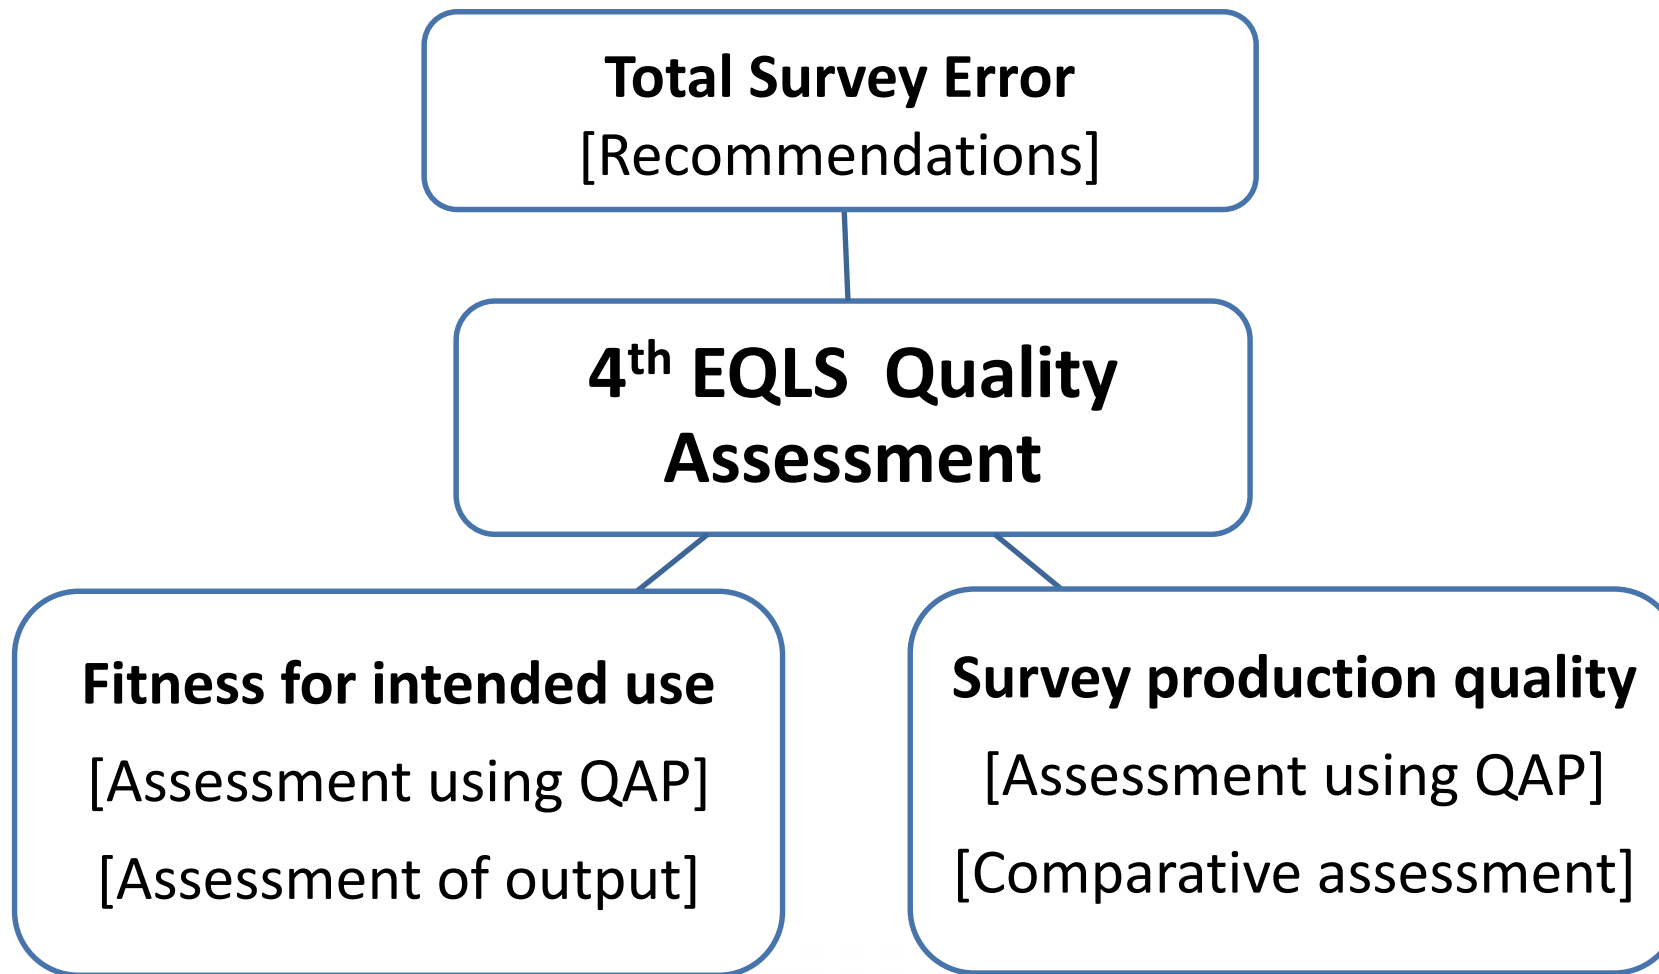 Total Survey Error
[Recommendations]
4th EQLS Quality
Assessment
Fitness for intended use
[Assessment using QAP]
[Assessment of output]
Survey production quality
[Assessment using QAP]
[Comparative assessment]